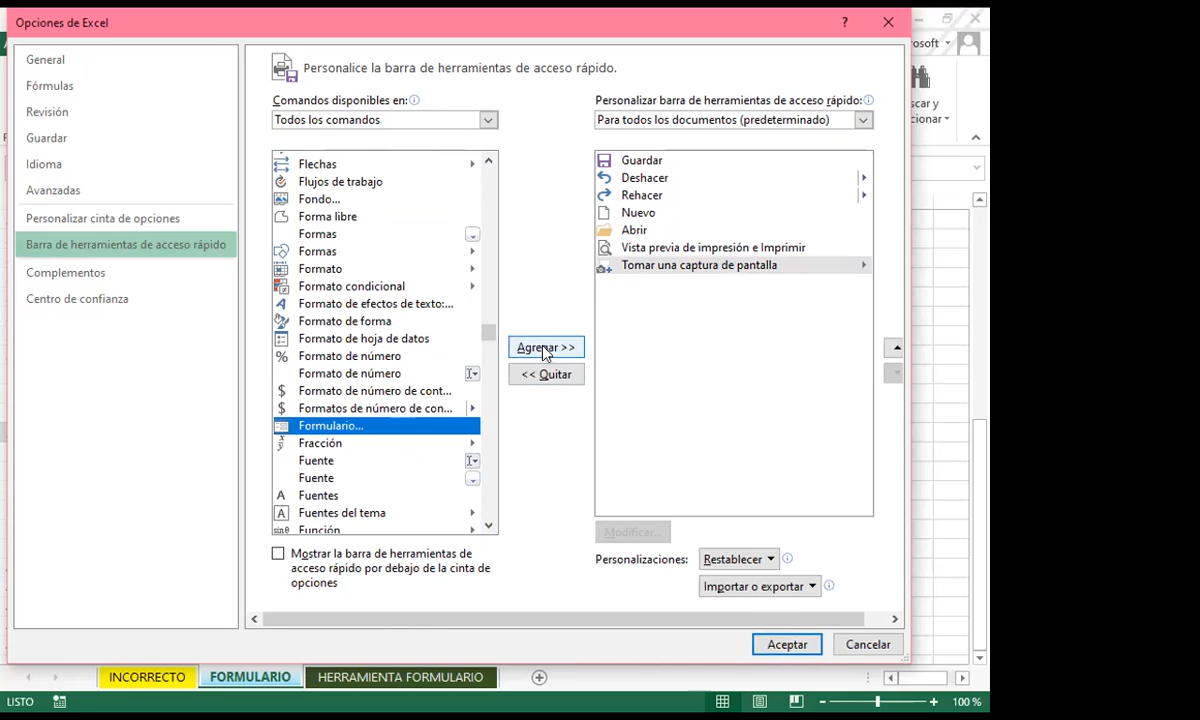 Opciones de Excel
?
rosoft
General
Fórmulas
Revisión
Guardar
Idioma
Avanzadas
Personalizar cinta de opciones
Barra de herramientas de acceso rápido
Complementos
Centro de confianza
Personalice la barra de herramientas de acceso rápido.
Comandos disponibles en:
Todos los comandos
Flechas
Flujos de trabajo
Fondo...
Forma libre
Formas
Formas
Formato
Formato condicional
Formato de efectos de texto:...
Formato de forma
Formato de hoja de datos
Formato de número
Formato de número
Formato de número de cont...
Formatos de número de con...
Formulario...
Fracción
Fuente
Fuente
Fuentes
Fuentes del tema
Función
Mostrar la barra de herramientas de
acceso rápido por debajo de la cinta de
opciones
Agregar >>
<< Quitar
Personalizar barra de herramientas de acceso rápido:
Para todos los documentos (predeterminado)
Guardar
Deshacer
Rehacer
Nuevo
Abrir
Vista previa de impresión e Imprimir
Tomar una captura de pantalla
Modificar...
Personalizaciones:
Restablecer
Importar o exportar
Aceptar
Cancelar
scar y
cionar
INCORRECTO
FORMULARIO
HERRAMIENTA FORMULARIO
LISTO
100 %